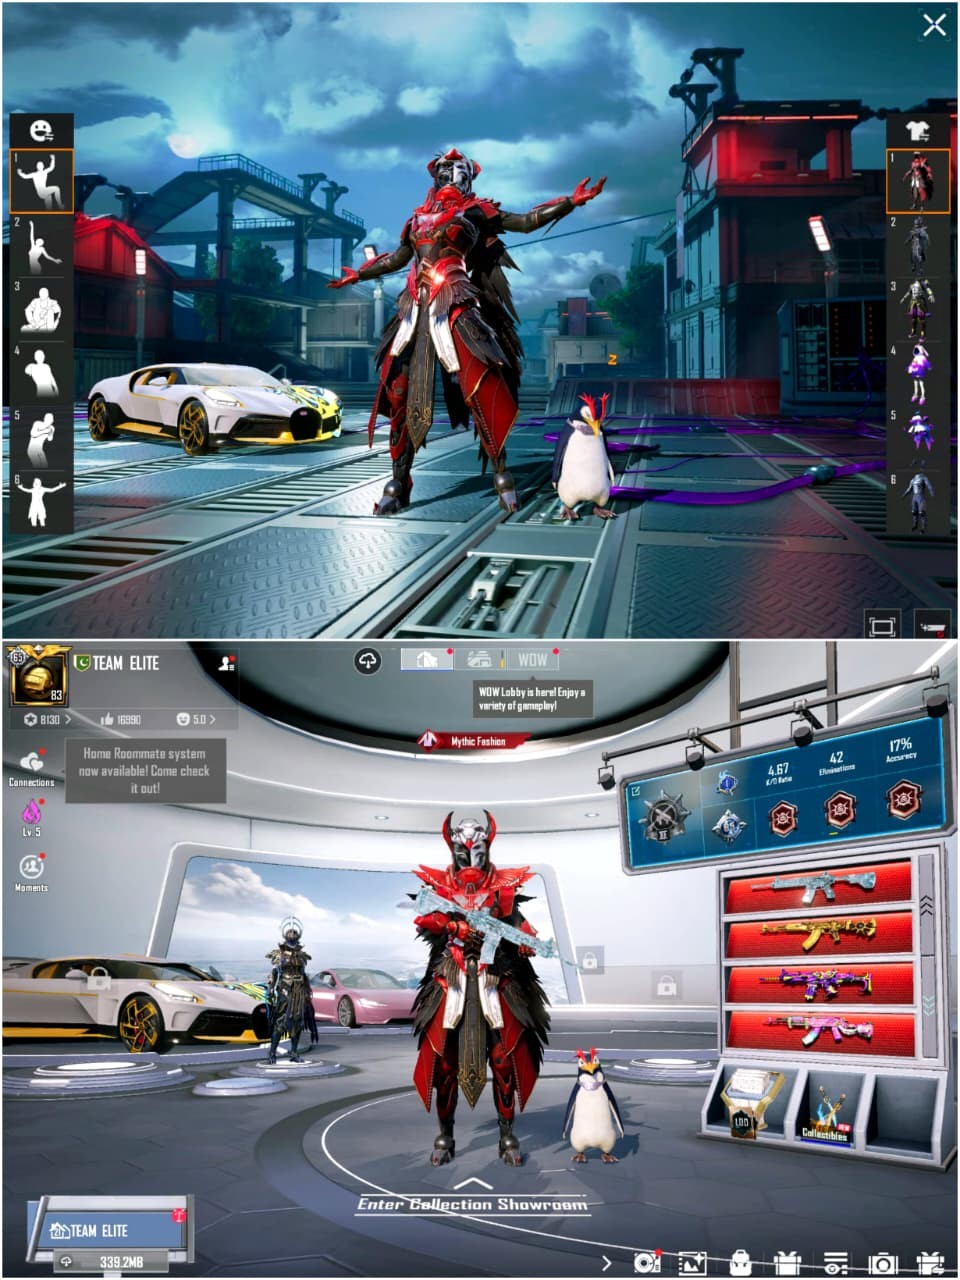 1
2
3
4
5
6
1
2
3
4
5
6
z
65
83
TEAM ELITE
8130
16990
5.0
WOW
WOW Lobby is here! Enjoy a
variety of gameplay!
Home Roommate system
now available! Come check
it out!
Connections
Lv. 5
Moments
Mythic Fashion
4.67
K/D Ratio
42
Eliminations
17%
Accuracy
III
100
Collectibles
Enter Collection Showroom
TEAM ELITE
339.2MB